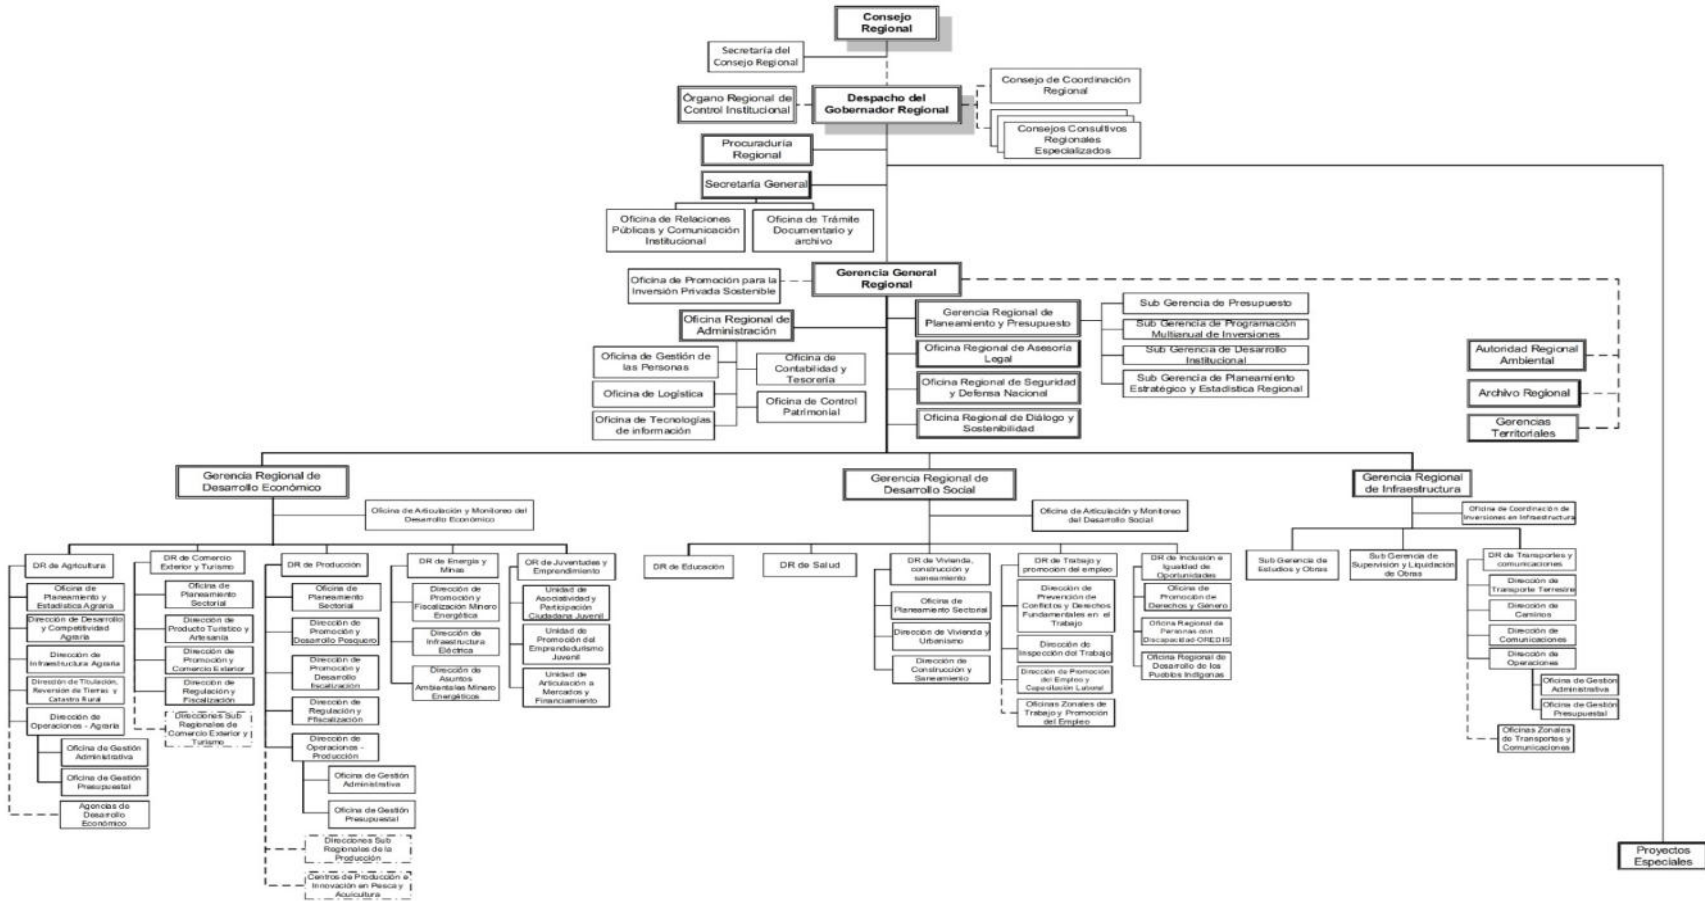 Consejo
Regional
Secretaría del
Consejo Regional
Órgano Regional de
Control Institucional
Despacho del
Gobernador Regional
Consejo de Coordinación
Regional
Consejos Consultivos
Regionales
Especializados
Procuraduría
Regional
Secretaría General
Oficina de Relaciones
Públicas y Comunicación
Institucional
Oficina de Trámite
Documentario y
archivo
Gerencia General
Regional
Oficina de Promoción para la
Inversión Privada Sostenible
Oficina Regional de
Administración
Gerencia Regional de
Planeamiento y Presupuesto
Sub Gerencia de Presupuesto
Sub Gerencia de Programación
Multianual de Inversiones
Sub Gerencia de Desarrollo
Institucional
Sub Gerencia de Planeamiento
Estratégico y Estadística Regional
Oficina Regional de Asesoría
Legal
Oficina Regional de Seguridad
y Defensa Nacional
Oficina Regional de Diálogo y
Sostenibilidad
Oficina de Gestión de
las Personas
Oficina de
Contabilidad y
Tesorería
Oficina de Logística
Oficina de Control
Patrimonial
Oficina de Tecnologías
de información
Autoridad Regional
Ambiental
Archivo Regional
Gerencias
Territoriales
Gerencia Regional de
Desarrollo Económico
Gerencia Regional de
Desarrollo Social
Gerencia Regional
de Infraestructura
Oficina de Articulación y Monitoreo del
Desarrollo Económico
Oficina de Articulación y Monitoreo
del Desarrollo Social
Oficina de Coordinación de
Inversiones en Infraestructura
DR de Agricultura
Oficina de
Planeamiento y
Estadística Agraria
Dirección de Desarrollo
y Competitividad
Agraria
Dirección de
Infraestructura Agraria
Dirección de Titulación,
Reversión de Tierras y
Catastro Rural
Dirección de
Operaciones - Agraria
Oficina de Gestión
Administrativa
Oficina de Gestión
Presupuestal
Agencias de
Desarrollo
Económico
DR de Comercio
Exterior y Turismo
Oficina de
Planeamiento
Sectorial
Dirección de
Producto Turístico y
Artesanía
Dirección de
Promoción y
Comercio Exterior
Dirección de
Regulación y
Fiscalización
Direcciones Sub
Regionales de
Comercio Exterior y
Turismo
DR de Producción
Oficina de
Planeamiento
Sectorial
Dirección de
Promoción y
Desarrollo Pesquero
Dirección de
Promoción y
Desarrollo
fiscalización
Dirección de
Regulación y
Ffiscalización
Dirección de
Operaciones -
Producción
Oficina de Gestión
Administrativa
Oficina de Gestión
Presupuestal
Direcciones Sub
Regionales de la
Producción
Centros de Producción e
Innovación en Pesca y
Acuicultura
DR de Energía y
Minas
Dirección de
Promoción y
Fiscalización Minero
Energética
Dirección de
Infraestructura
Eléctrica
Dirección de
Asuntos
Ambientales Minero
Energéticos
OR de Juventudes y
Emprendimiento
Unidad de
Asociatividad y
Participación
Ciudadana Juvenil
Unidad de
Promoción del
Emprendedurismo
Juvenil
Unidad de
Articulación a
Mercados y
Financiamiento
DR de Educación
DR de Salud
DR de Vivienda,
construcción y
saneamiento
Oficina de
Planeamiento Sectorial
Dirección de Vivienda y
Urbanismo
Dirección de
Construcción y
Saneamiento
DR de Trabajo y
promoción del empleo
Dirección de
Prevención de
Conflictos y Derechos
Fundamentales en el
Trabajo
Dirección de
Inspección del Trabajo
Dirección de Promoción
del Empleo y
Capacitación Laboral
Oficinas Zonales de
Trabajo y Promoción
del Empleo
DR de Inclusión e
Igualdad de
Oportunidades
Oficina de
Promoción de
Derechos y Género
Oficina Regional de
Personas con
Discapacidad-OREDIS
Oficina Regional de
Desarrollo de los
Pueblos Indígenas
Sub Gerencia de
Estudios y Obras
Sub Gerencia de
Supervisión y Liquidación
de Obras
DR de Transportes y
comunicaciones
Dirección de
Transporte Terrestre
Dirección de
Caminos
Dirección de
Comunicaciones
Dirección de
Operaciones
Oficina de Gestión
Administrativa
Oficina de Gestión
Presupuestal
Oficinas Zonales
de Transportes y
Comunicaciones
Proyectos
Especiales